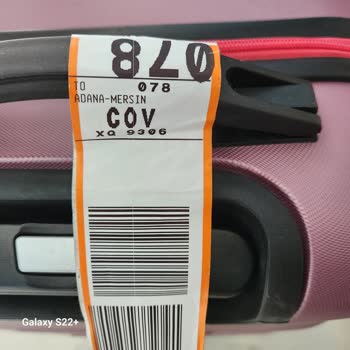 078
TO 078
ADANA-MERSIN
COV
XQ 9306
Galaxy S22+